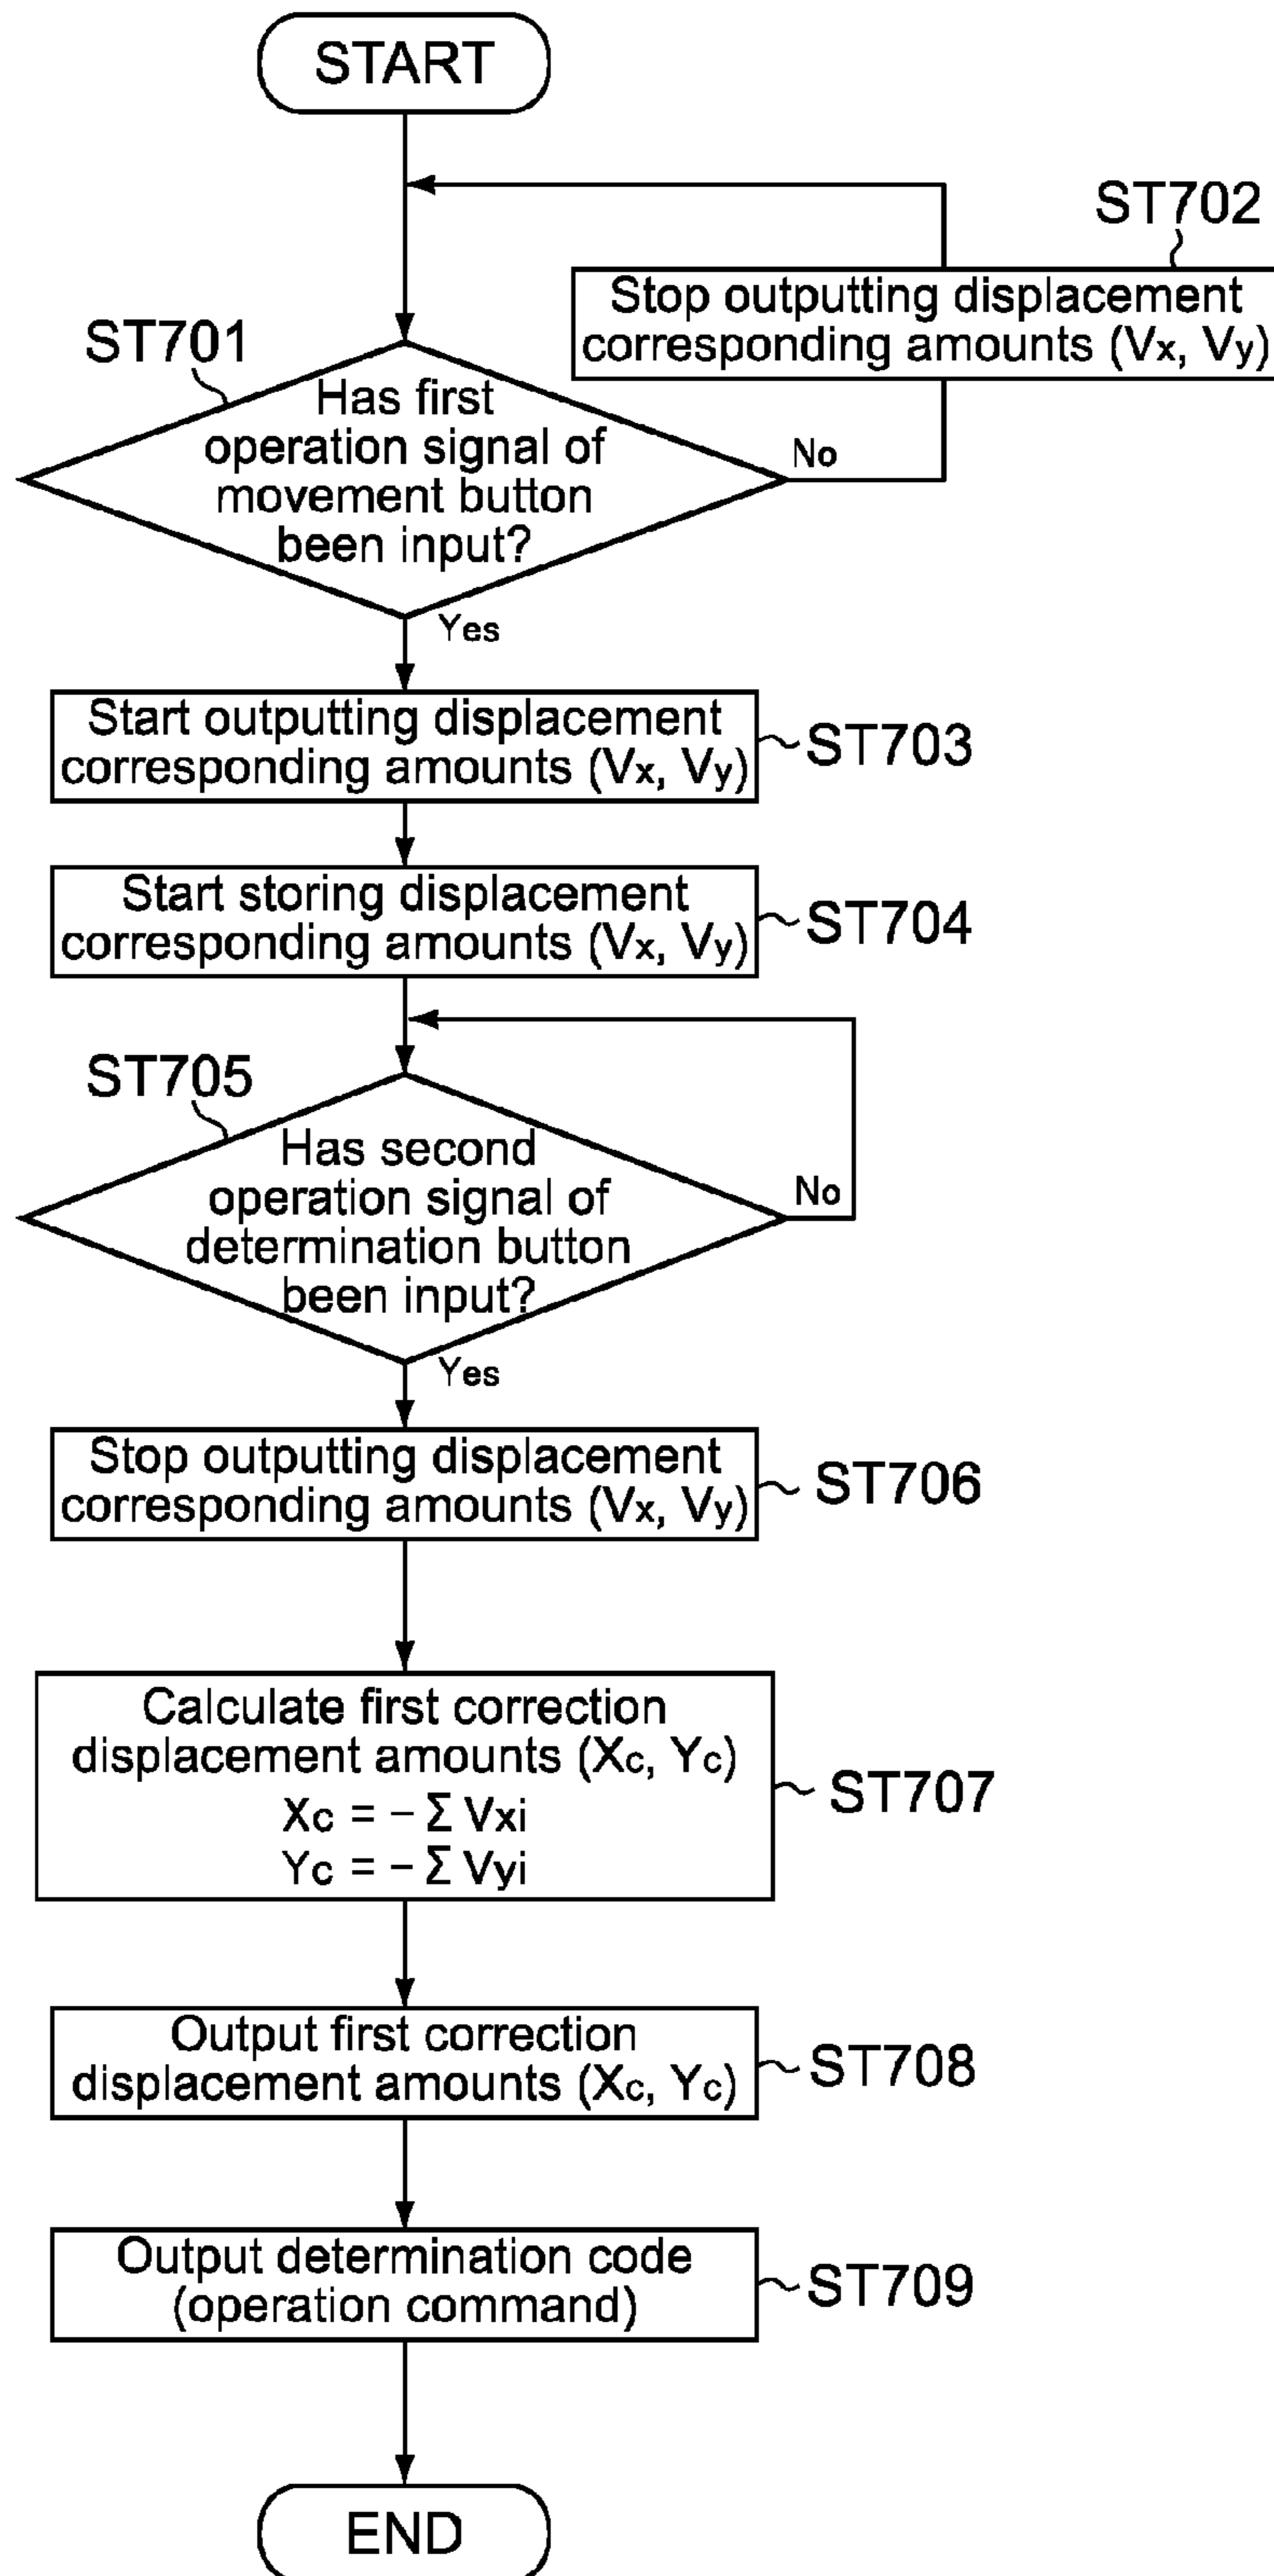 START
ST702
Stop outputting displacement
corresponding amounts (Vx, Vy)
ST701
Has first
operation signal of
movement button
been input?
No
Yes
Start outputting displacement
corresponding amounts (Vx, Vy)
ST703
Start storing displacement
corresponding amounts (Vx, Vy)
ST704
ST705
Has second
operation signal of
determination button
been input?
No
Yes
Stop outputting displacement
corresponding amounts (Vx, Vy)
ST706
Calculate first correction
displacement amounts (Xc, Yc)
Xc = − Σ Vxi
Yc = − Σ Vyi
ST707
Output first correction
displacement amounts (Xc, Yc)
ST708
Output determination code
(operation command)
ST709
END